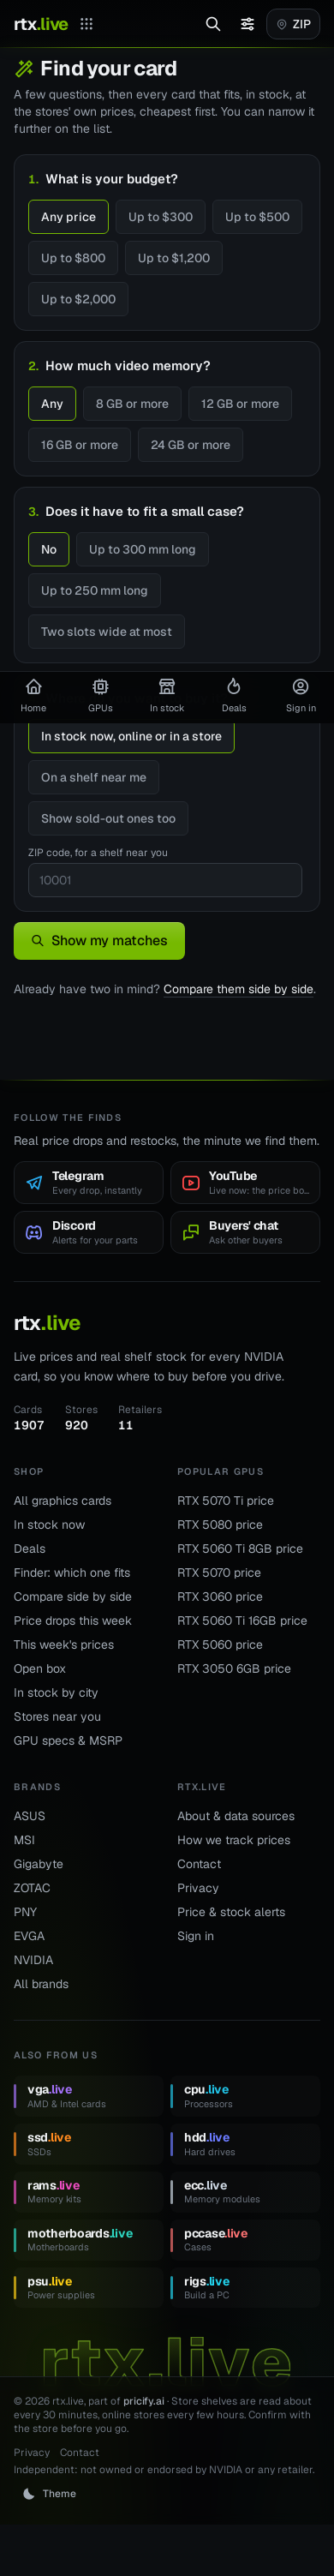 rtx.live
ZIP
Find your card
A few questions, then every card that fits, in stock, at
the stores' own prices, cheapest first. You can narrow it
further on the list.
1. What is your budget?
Any price
Up to $300
Up to $500
Up to $800
Up to $1,200
Up to $2,000
2. How much video memory?
Any
8 GB or more
12 GB or more
16 GB or more
24 GB or more
3. Does it have to fit a small case?
No
Up to 300 mm long
Up to 250 mm long
Two slots wide at most
Home
GPUs
In stock
Deals
Sign in
In stock now, online or in a store
On a shelf near me
Show sold-out ones too
ZIP code, for a shelf near you
10001
Show my matches
Already have two in mind? Compare them side by side.
FOLLOW THE FINDS
Real price drops and restocks, the minute we find them.
Telegram
Every drop, instantly
YouTube
Live now: the price bo...
Discord
Alerts for your parts
Buyers' chat
Ask other buyers
rtx.live
Live prices and real shelf stock for every NVIDIA
card, so you know where to buy before you drive.
Cards
1907
Stores
920
Retailers
11
SHOP
All graphics cards
In stock now
Deals
Finder: which one fits
Compare side by side
Price drops this week
This week's prices
Open box
In stock by city
Stores near you
GPU specs & MSRP
POPULAR GPUS
RTX 5070 Ti price
RTX 5080 price
RTX 5060 Ti 8GB price
RTX 5070 price
RTX 3060 price
RTX 5060 Ti 16GB price
RTX 5060 price
RTX 3050 6GB price
BRANDS
ASUS
MSI
Gigabyte
ZOTAC
PNY
EVGA
NVIDIA
All brands
RTX.LIVE
About & data sources
How we track prices
Contact
Privacy
Price & stock alerts
Sign in
ALSO FROM US
vga.live
AMD & Intel cards
cpu.live
Processors
ssd.live
SSDs
hdd.live
Hard drives
rams.live
Memory kits
ecc.live
Memory modules
motherboards.live
Motherboards
pccase.live
Cases
psu.live
Power supplies
rigs.live
Build a PC
rtx.live
© 2026 rtx.live, part of pricify.ai · Store shelves are read about
every 30 minutes, online stores every few hours. Confirm with
the store before you go.
Privacy Contact
Independent: not owned or endorsed by NVIDIA or any retailer.
Theme